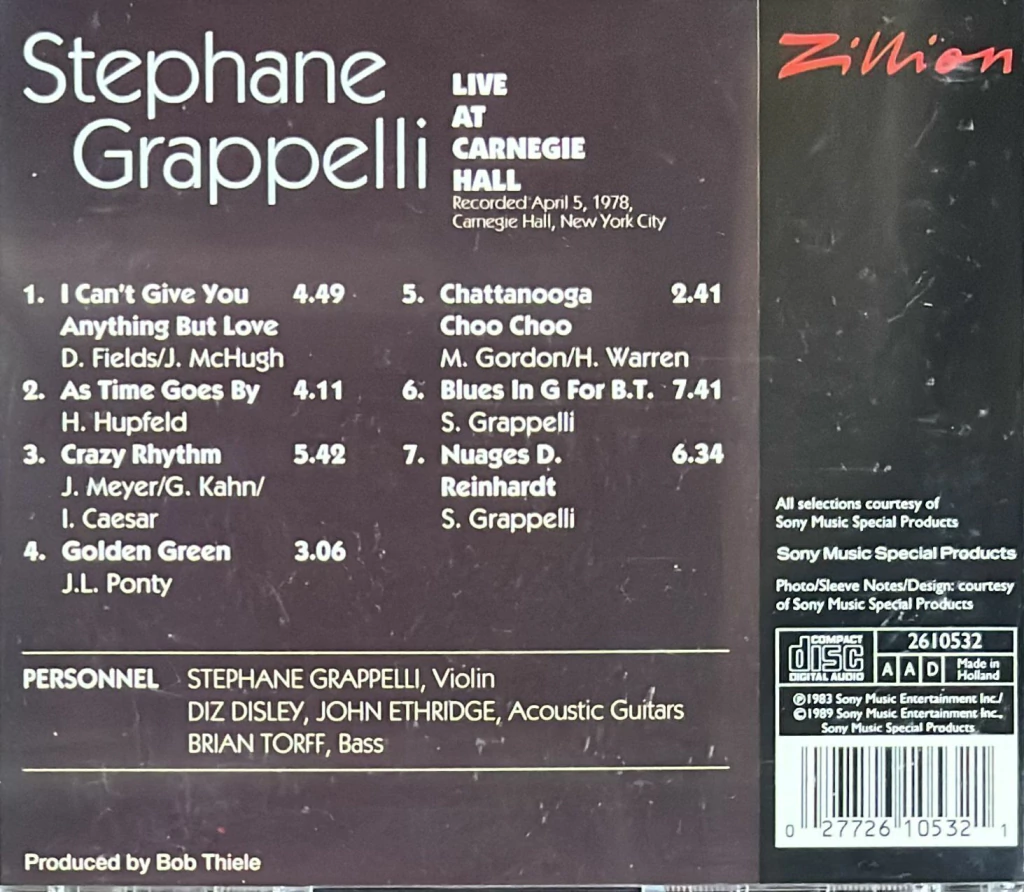 Stephane
Grappelli
LIVE
AT
CARNEGIE
HALL
Recorded April 5, 1978,
Carnegie Hall, New York City
1. I Can't Give You 4.49
Anything But Love
D. Fields/J. McHugh
2. As Time Goes By 4.11
H. Hupfeld
3. Crazy Rhythm 5.42
J. Meyer/G. Kahn/
I. Caesar
4. Golden Green 3.06
J.L. Ponty
5. Chattanooga 2.41
Choo Choo
M. Gordon/H. Warren
6. Blues In G For B.T. 7.41
S. Grappelli
7. Nuages D. 6.34
Reinhardt
S. Grappelli
PERSONNEL STEPHANE GRAPPELLI, Violin
DIZ DISLEY, JOHN ETHRIDGE, Acoustic Guitars
BRIAN TORFF, Bass
Produced by Bob Thiele
Zillion
All selections courtesy of
Sony Music Special Products
Sony Music Special Products
Photo/Sleeve Notes/Design: courtesy
of Sony Music Special Products
COMPACT
disc
DIGITAL AUDIO
2610532
A A D
Made in
Holland
℗1983 Sony Music Entertainment Inc./
©1989 Sony Music Entertainment Inc.,
Sony Music Special Products
0 27726 10532 1